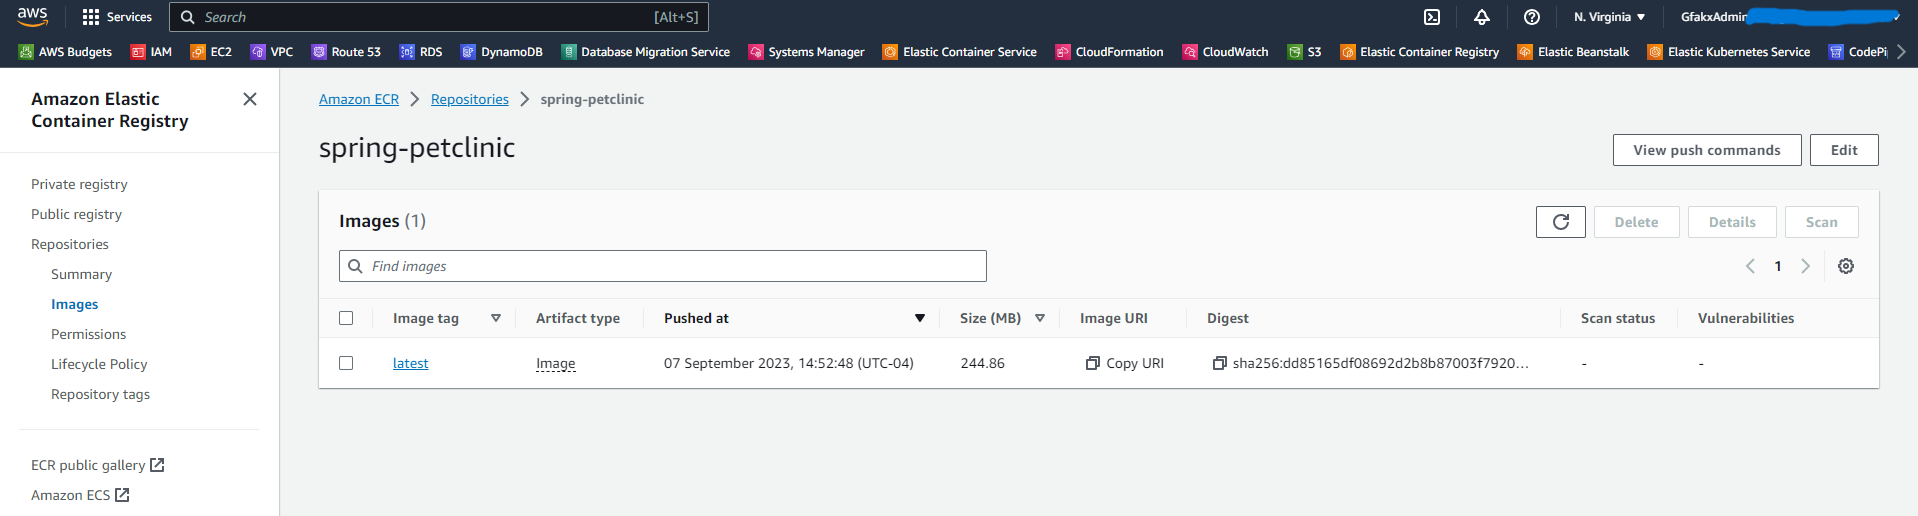 aws Services Search [Alt+S] N. Virginia GfakxAdmin
AWS Budgets IAM EC2 VPC Route 53 RDS DynamoDB Database Migration Service Systems Manager Elastic Container Service CloudFormation CloudWatch S3 Elastic Container Registry Elastic Beanstalk Elastic Kubernetes Service CodePi
Amazon Elastic
Container Registry
Private registry
Public registry
Repositories
Summary
Images
Permissions
Lifecycle Policy
Repository tags
ECR public gallery
Amazon ECS
Amazon ECR Repositories spring-petclinic
spring-petclinic View push commands Edit
Images (1) Delete Details Scan
Find images 1
Image tag Artifact type Pushed at Size (MB) Image URI Digest Scan status Vulnerabilities
latest Image 07 September 2023, 14:52:48 (UTC-04) 244.86 Copy URI sha256:dd85165df08692d2b8b87003f7920... - -